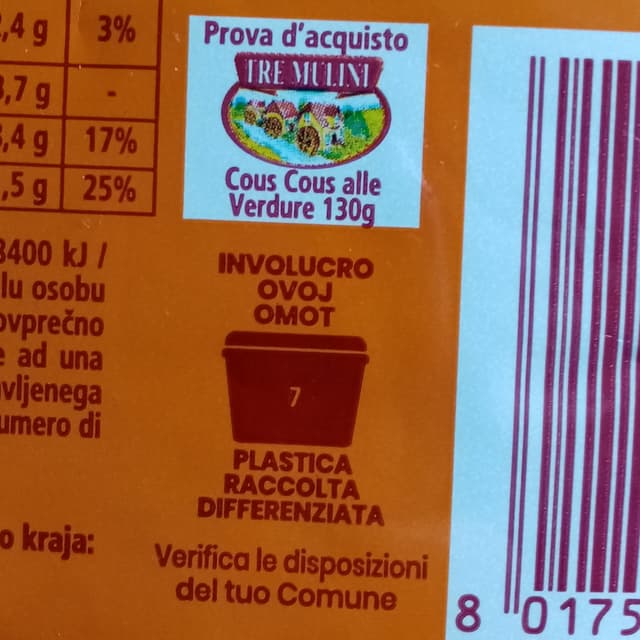 ,4 g 3%
,7 g -
,4 g 17%
,5 g 25%
8400 kJ /
lu osobu
ovprečno
e ad una
vljenega
umero di
o kraja:
Prova d'acquisto
TRE MULINI
Cous Cous alle
Verdure 130g
INVOLUCRO
OVOJ
OMOT
7
PLASTICA
RACCOLTA
DIFFERENZIATA
Verifica le disposizioni
del tuo Comune
8 0175